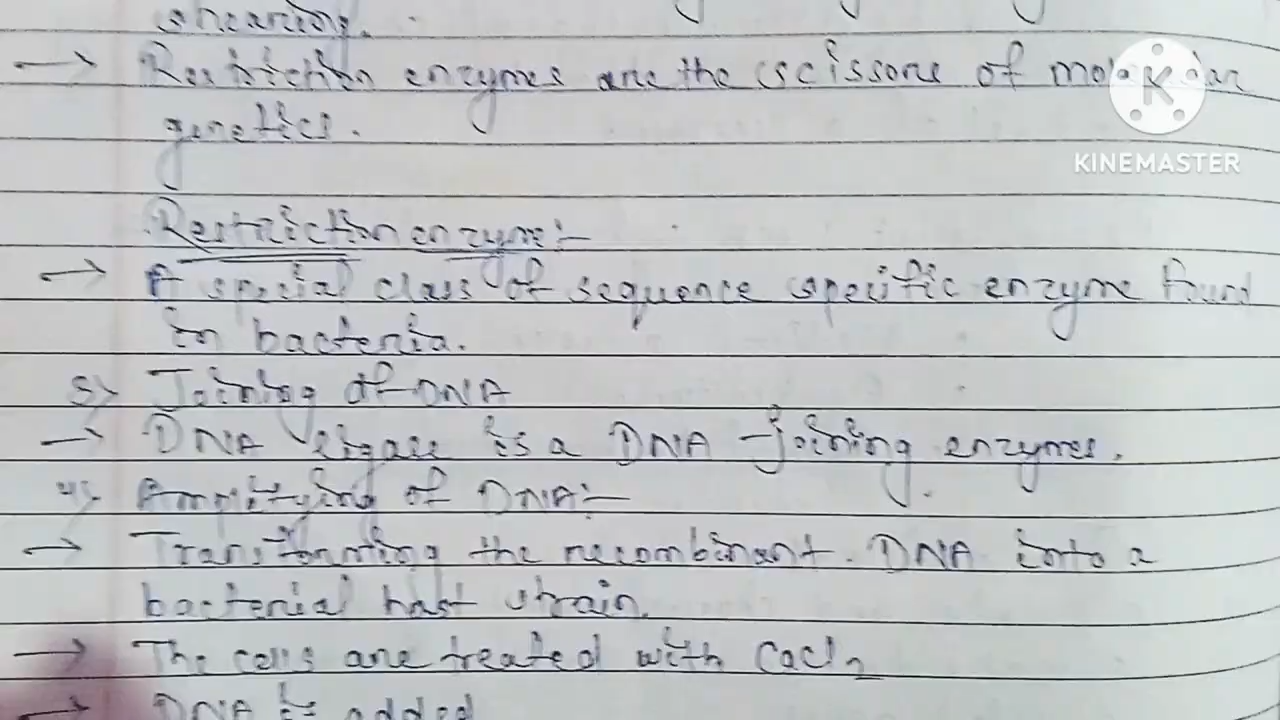 shearing.
→ Restriction enzymes are the scissors of molecular
genetics.
KINEMASTER
Restriction enzyme:-
→ A special class of sequence specific enzyme found
in bacteria.
3) Joining of DNA
→ DNA ligase is a DNA-joining enzymes.
4) Amplifying of DNA:-
→ Transforming the recombinant. DNA into a
bacterial host strain.
→ The cells are treated with CaCl2
→ DNA is added